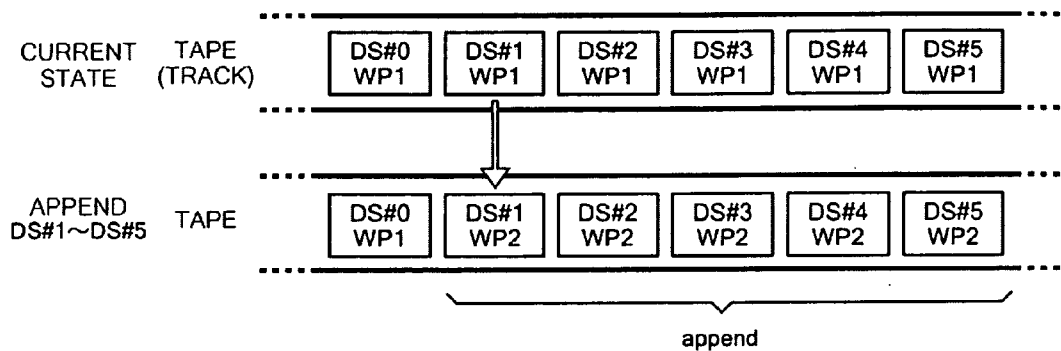 CURRENT STATE
TAPE (TRACK)
DS#0 WP1
DS#1 WP1
DS#2 WP1
DS#3 WP1
DS#4 WP1
DS#5 WP1
APPEND DS#1~DS#5
TAPE
DS#0 WP1
DS#1 WP2
DS#2 WP2
DS#3 WP2
DS#4 WP2
DS#5 WP2
append